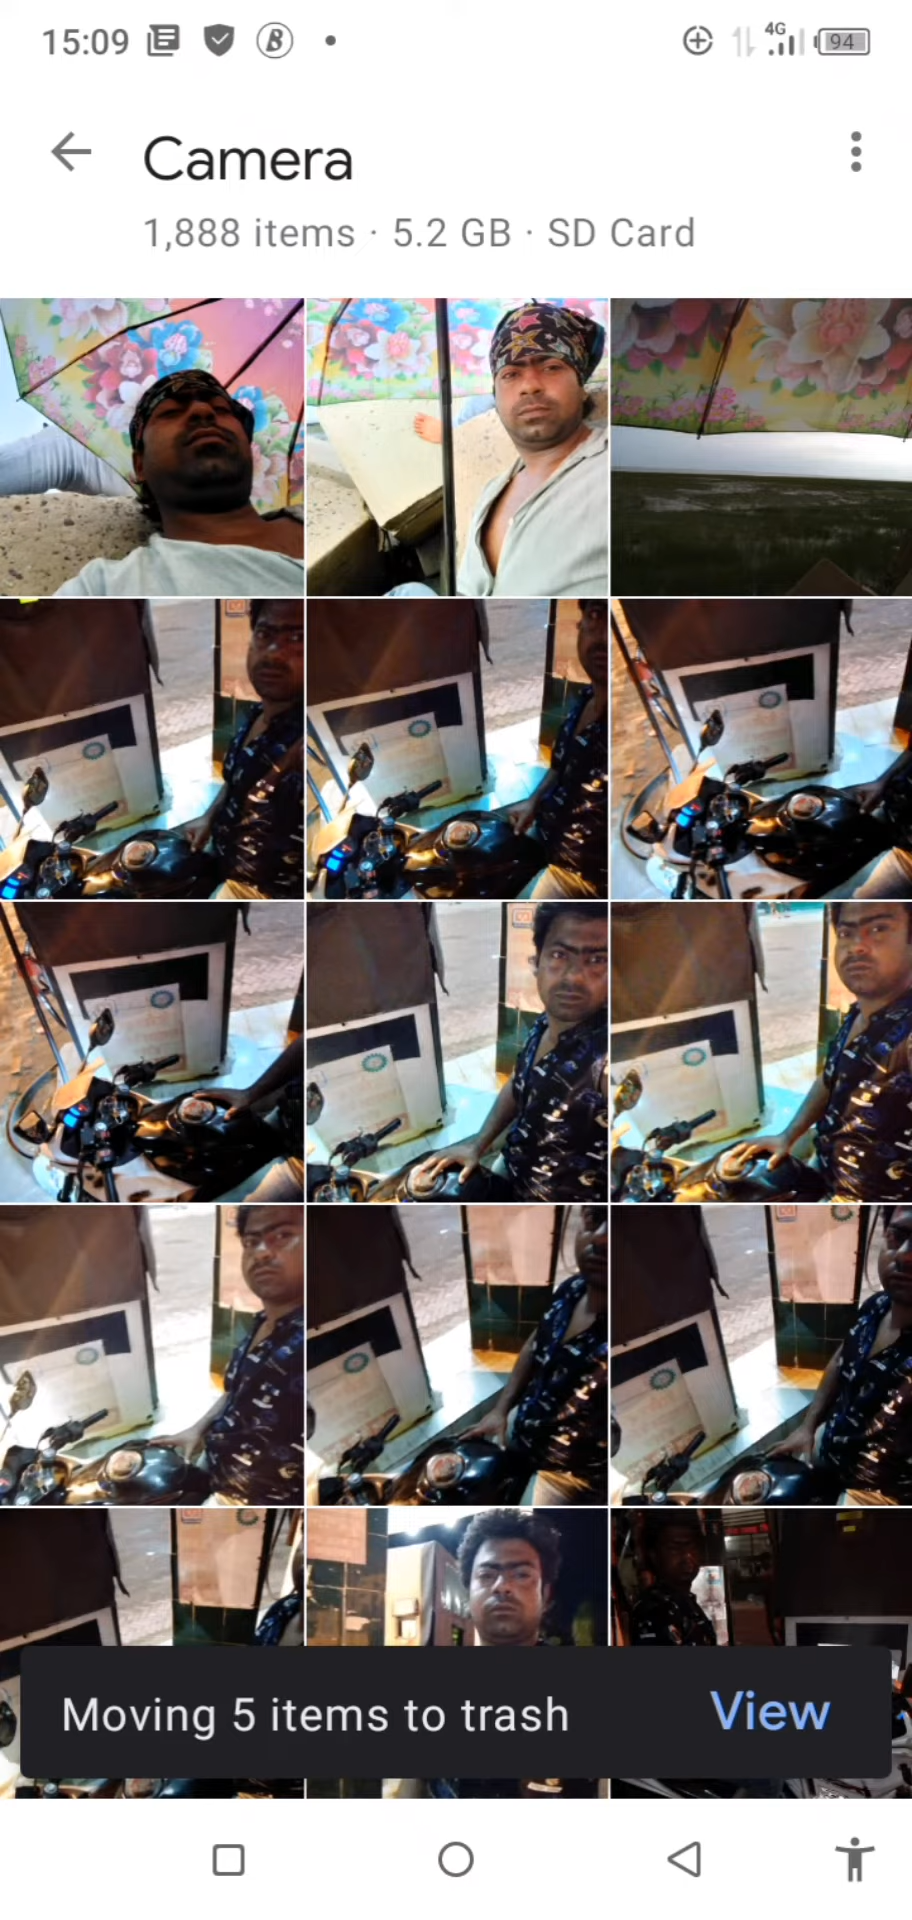 15:09
4G
94
Camera
1,888 items · 5.2 GB · SD Card
Moving 5 items to trash
View